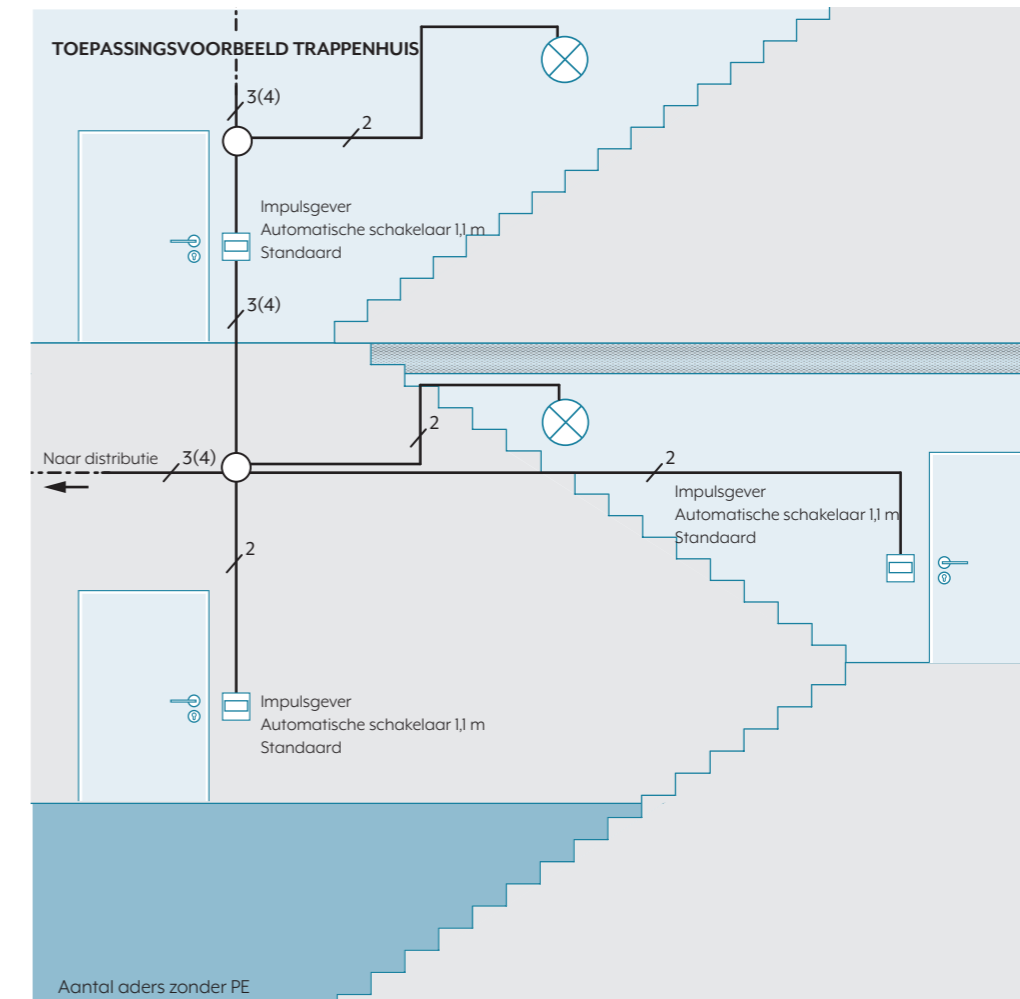 TOEPASSINGSVOORBEELD TRAPPENHUIS
3(4)
2
Impulsgever
Automatische schakelaar 1,1 m
Standaard
3(4)
2
Naar distributie
3(4)
2
Impulsgever
Automatische schakelaar 1,1 m
Standaard
2
Impulsgever
Automatische schakelaar 1,1 m
Standaard
Aantal aders zonder PE